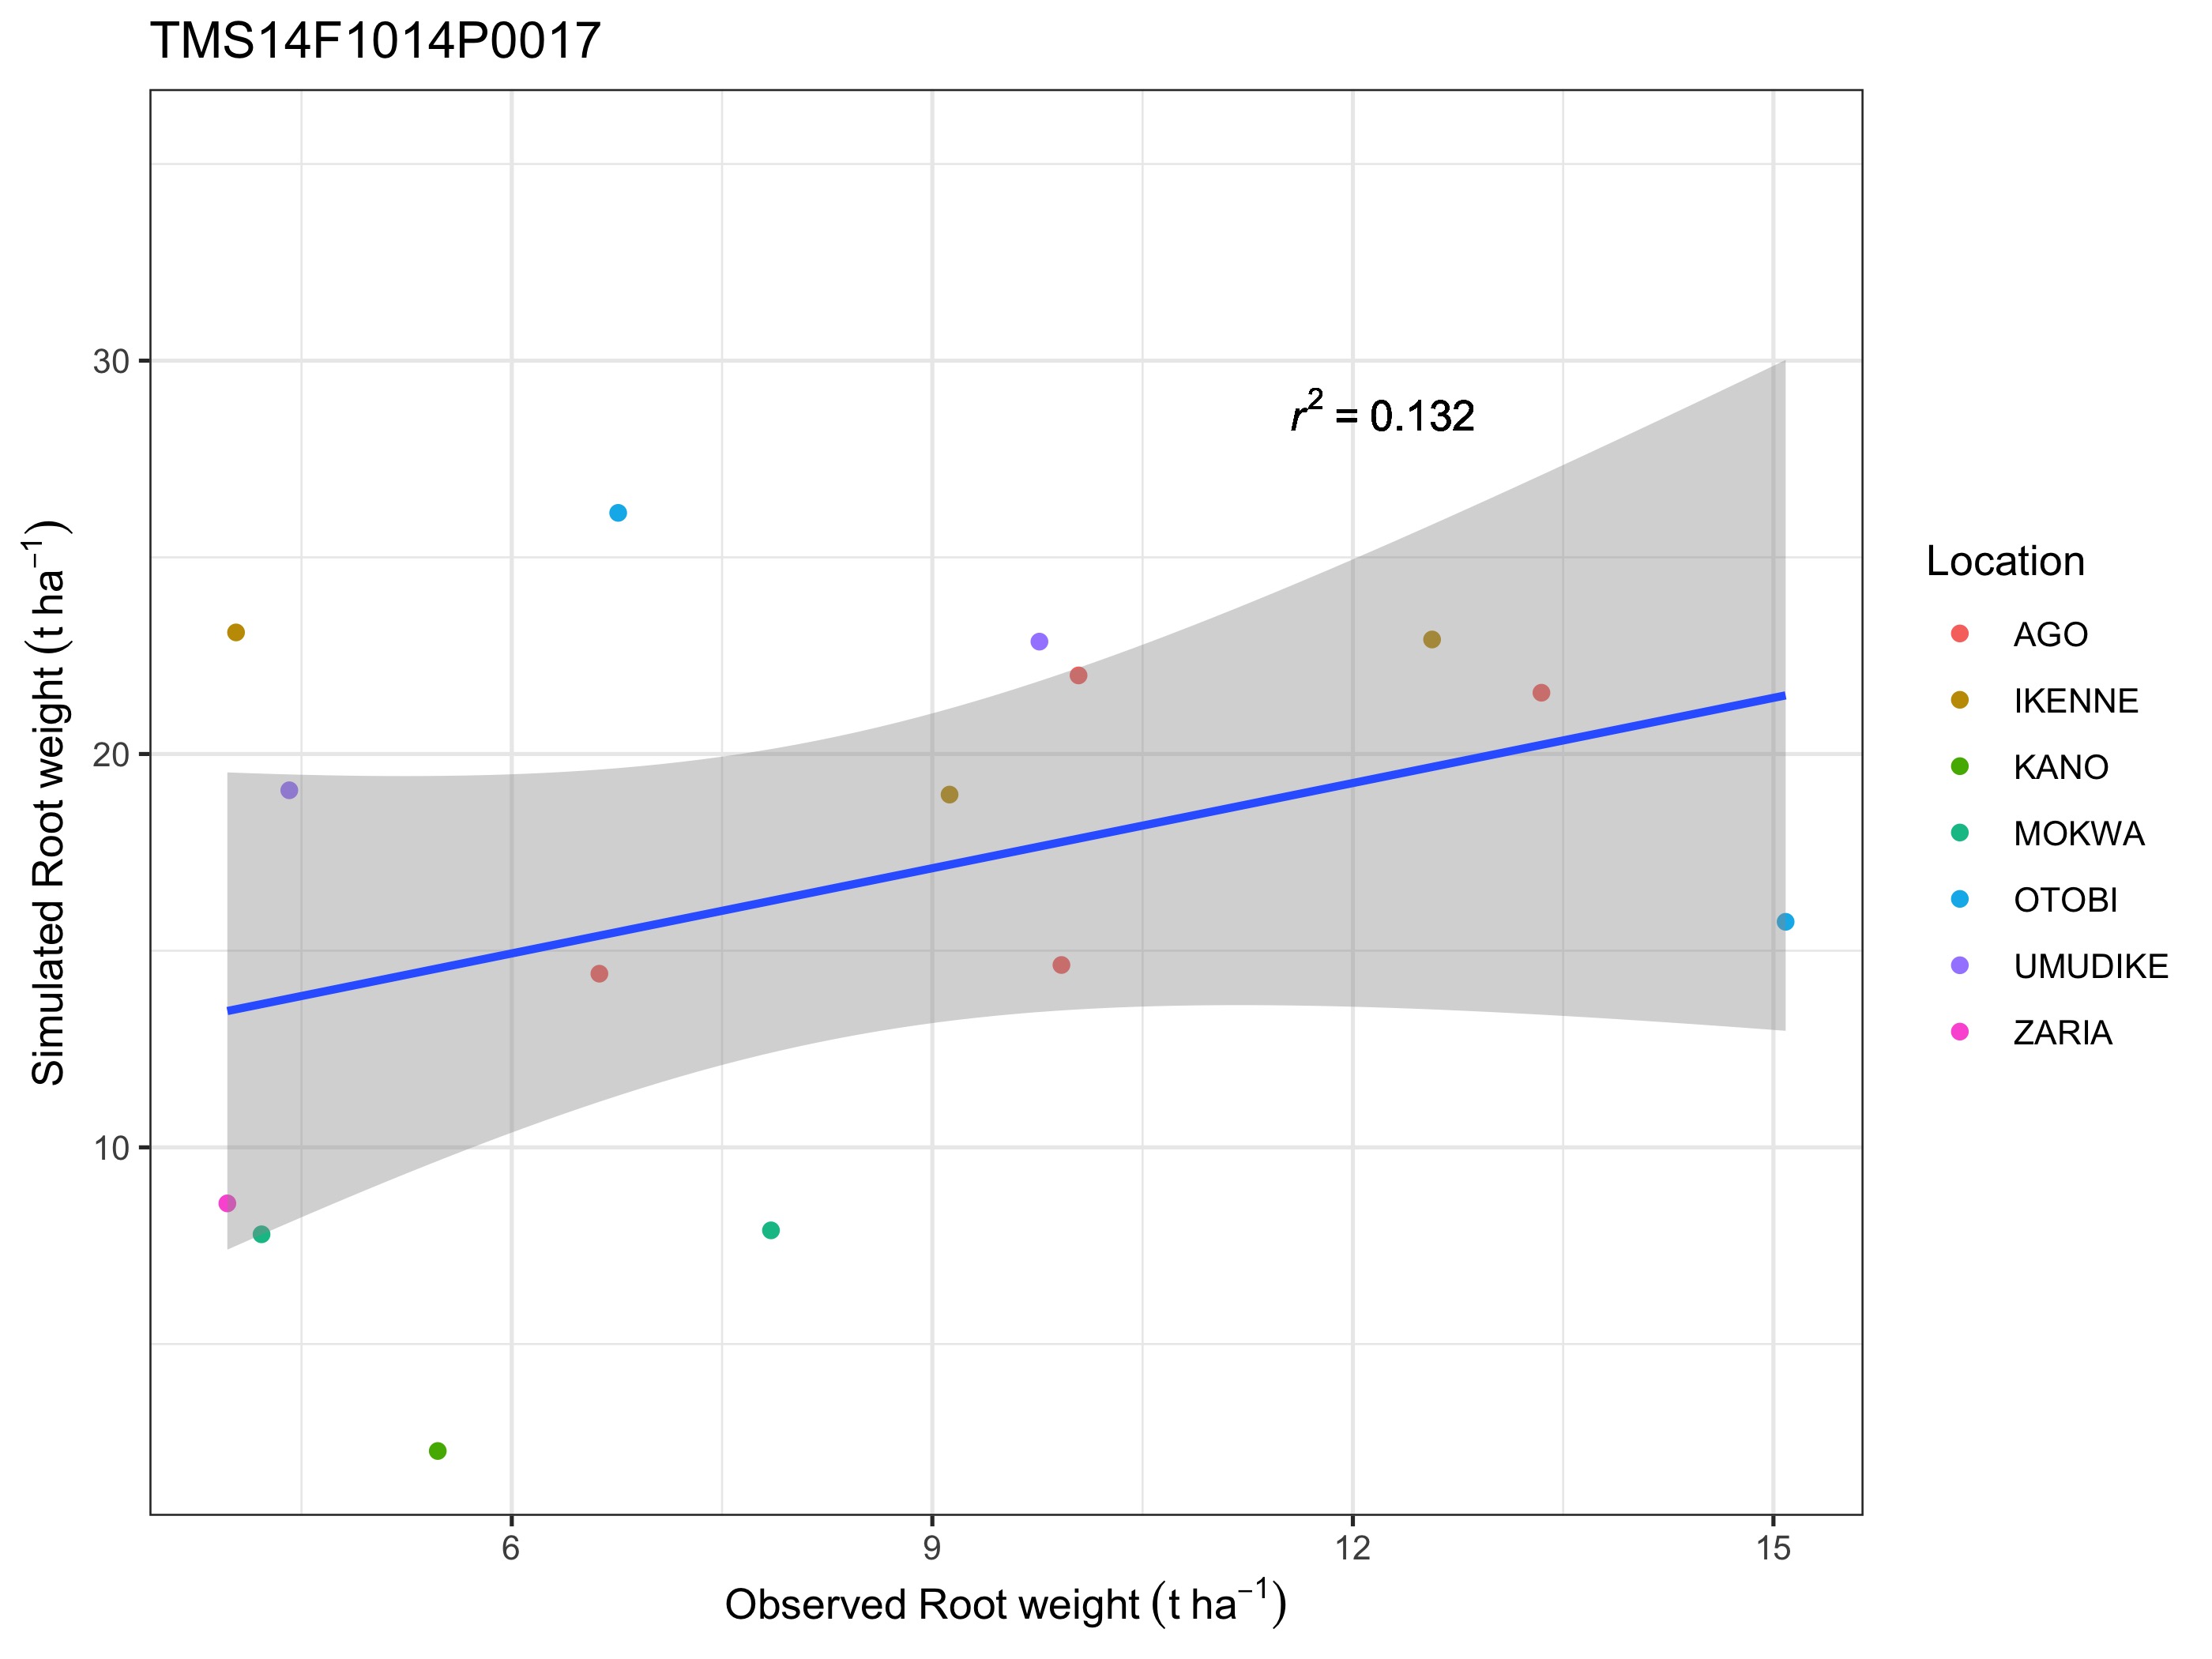 TMS14F1014P0017
30
20
10
Simulated Root weight (t ha⁻¹)
r² = 0.132
6 9 12 15
Observed Root weight (t ha⁻¹)
Location
AGO
IKENNE
KANO
MOKWA
OTOBI
UMUDIKE
ZARIA